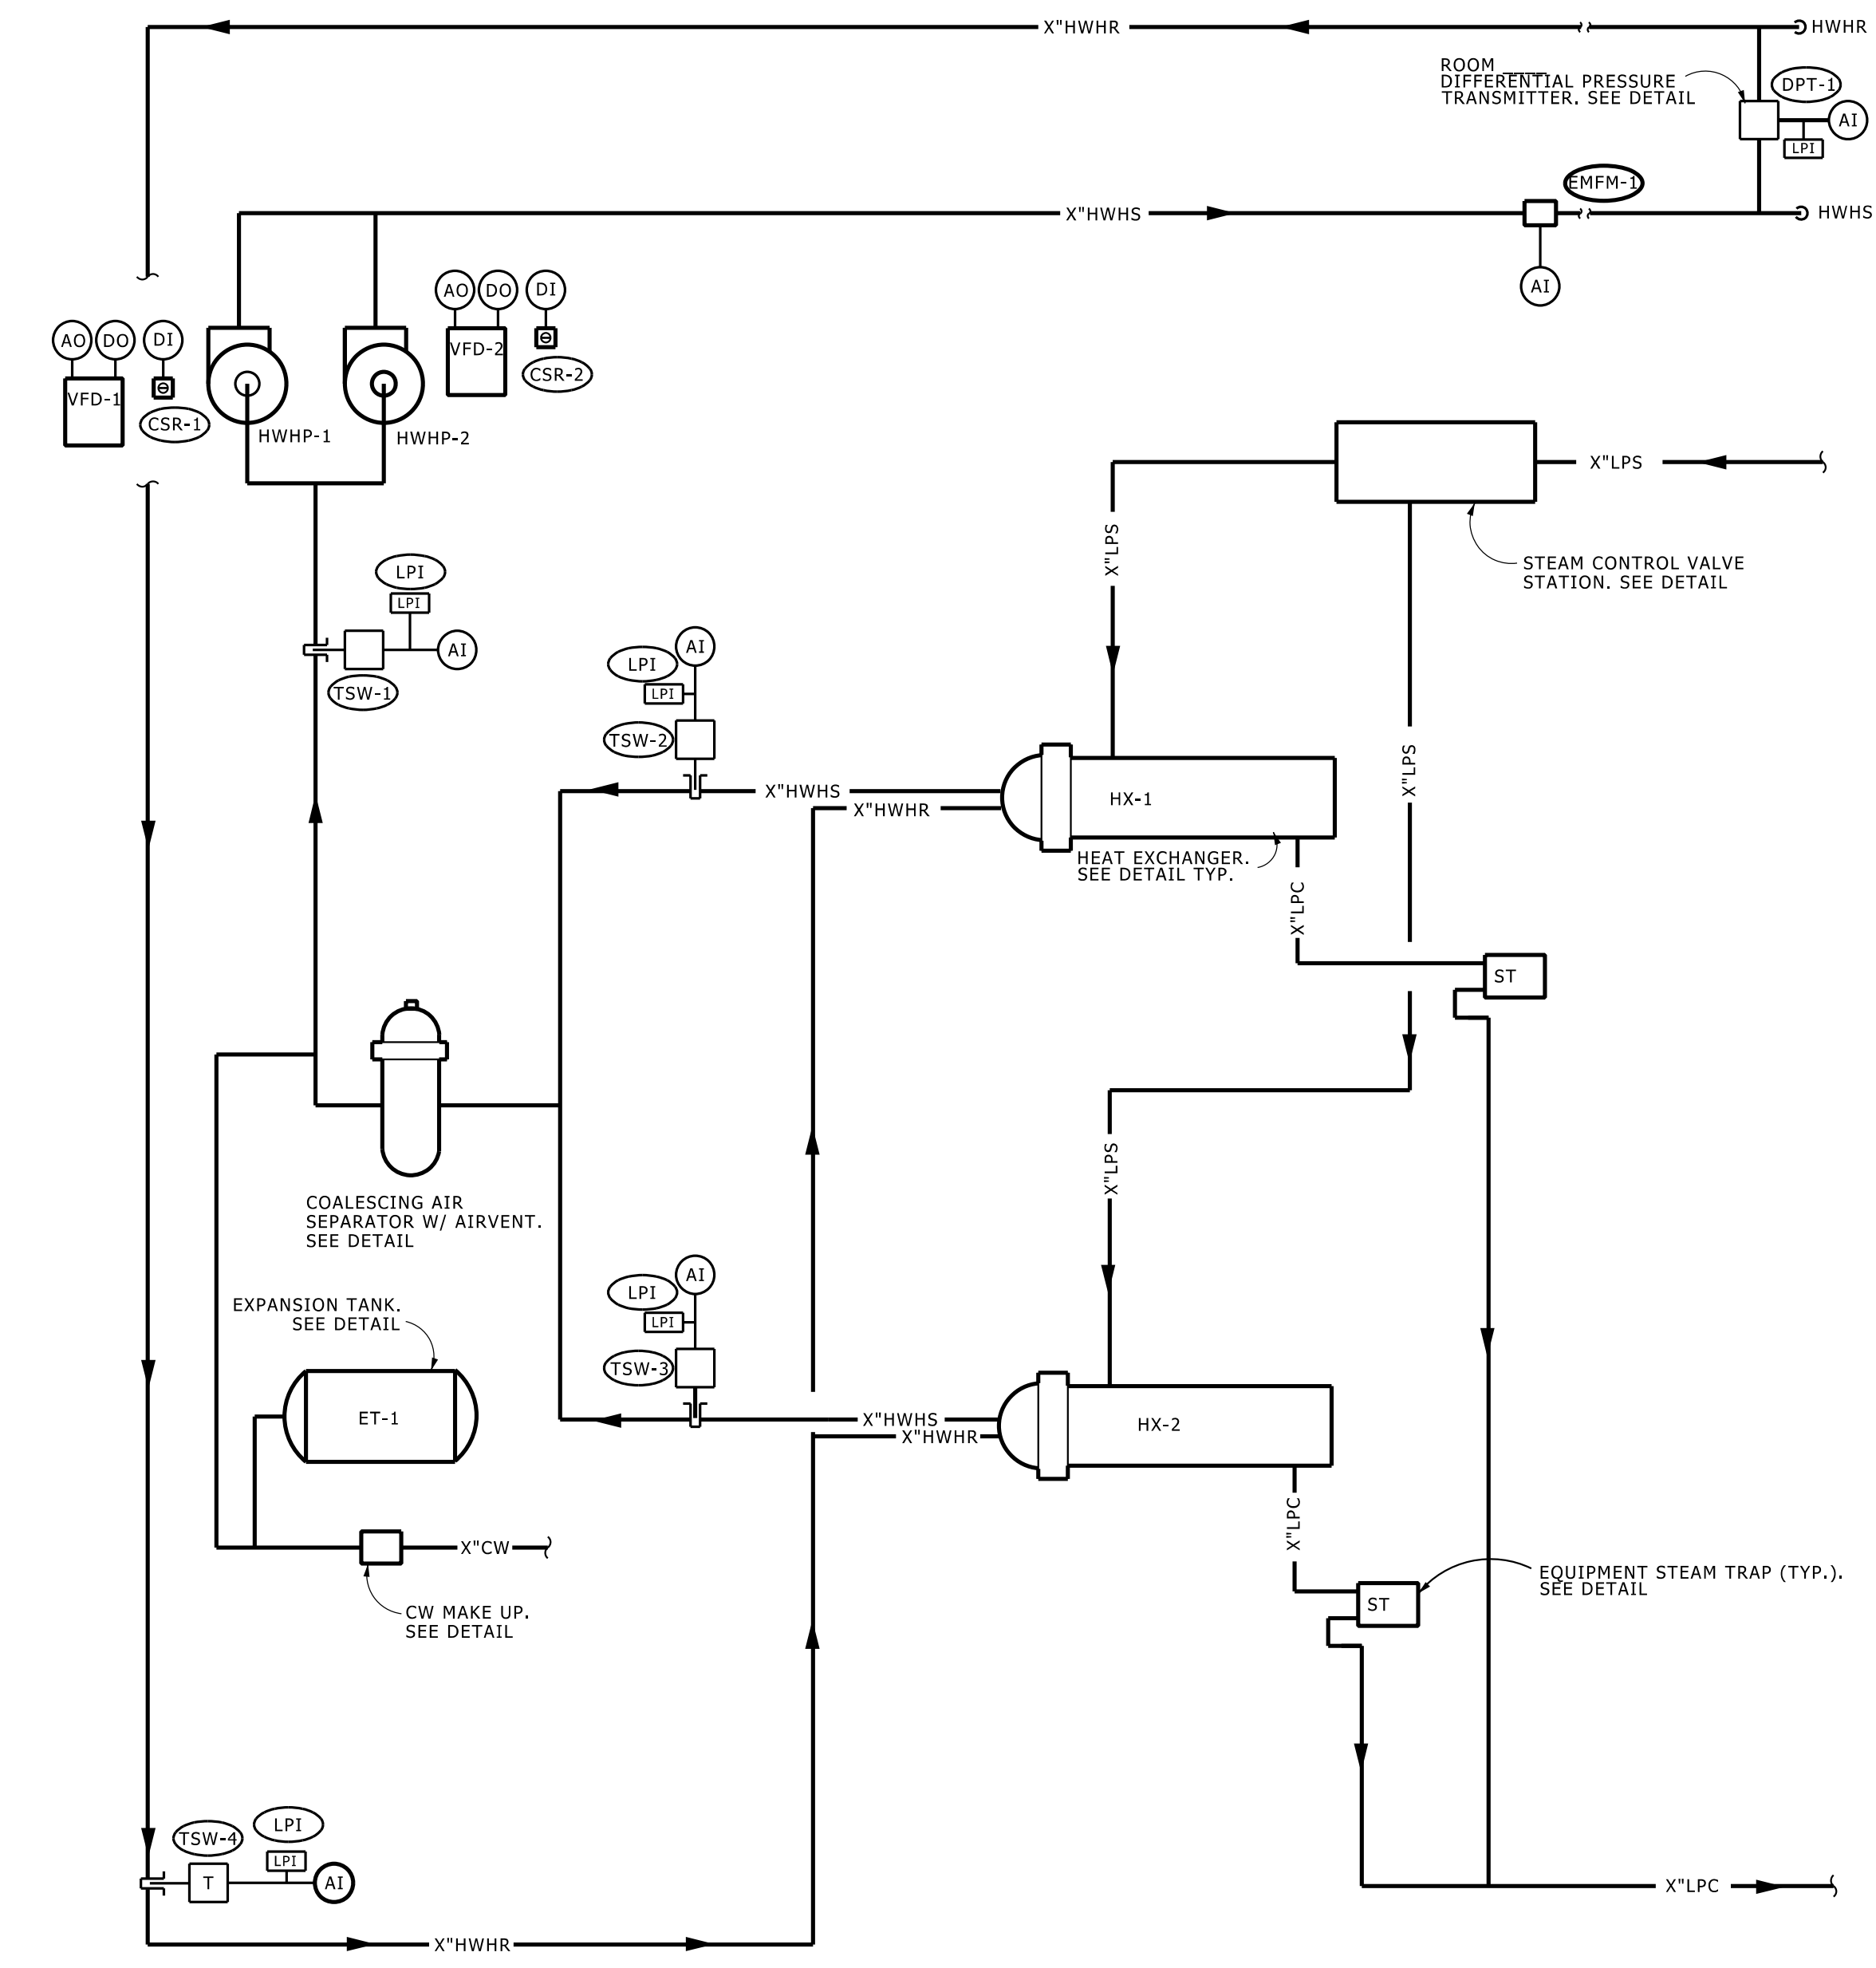 X"HWHR
HWHR
ROOM
DIFFERENTIAL PRESSURE
TRANSMITTER. SEE DETAIL
DPT-1
AI
LPI
EMFM-1
X"HWHS
HWHS
AI
AO
DO
DI
VFD-2
CSR-2
AO
DO
DI
VFD-1
CSR-1
HWHP-1
HWHP-2
X"LPS
X"LPS
STEAM CONTROL VALVE
STATION. SEE DETAIL
LPI
LPI
AI
TSW-1
AI
LPI
LPI
TSW-2
X"LPS
X"HWHS
X"HWHR
HX-1
HEAT EXCHANGER.
SEE DETAIL TYP.
X"LPC
ST
X"LPS
COALESCING AIR
SEPARATOR W/ AIRVENT.
SEE DETAIL
AI
LPI
LPI
TSW-3
EXPANSION TANK.
SEE DETAIL
ET-1
X"HWHS
X"HWHR
HX-2
X"LPC
X"CW
CW MAKE UP.
SEE DETAIL
EQUIPMENT STEAM TRAP (TYP.).
SEE DETAIL
ST
TSW-4
LPI
LPI
T
AI
X"LPC
X"HWHR